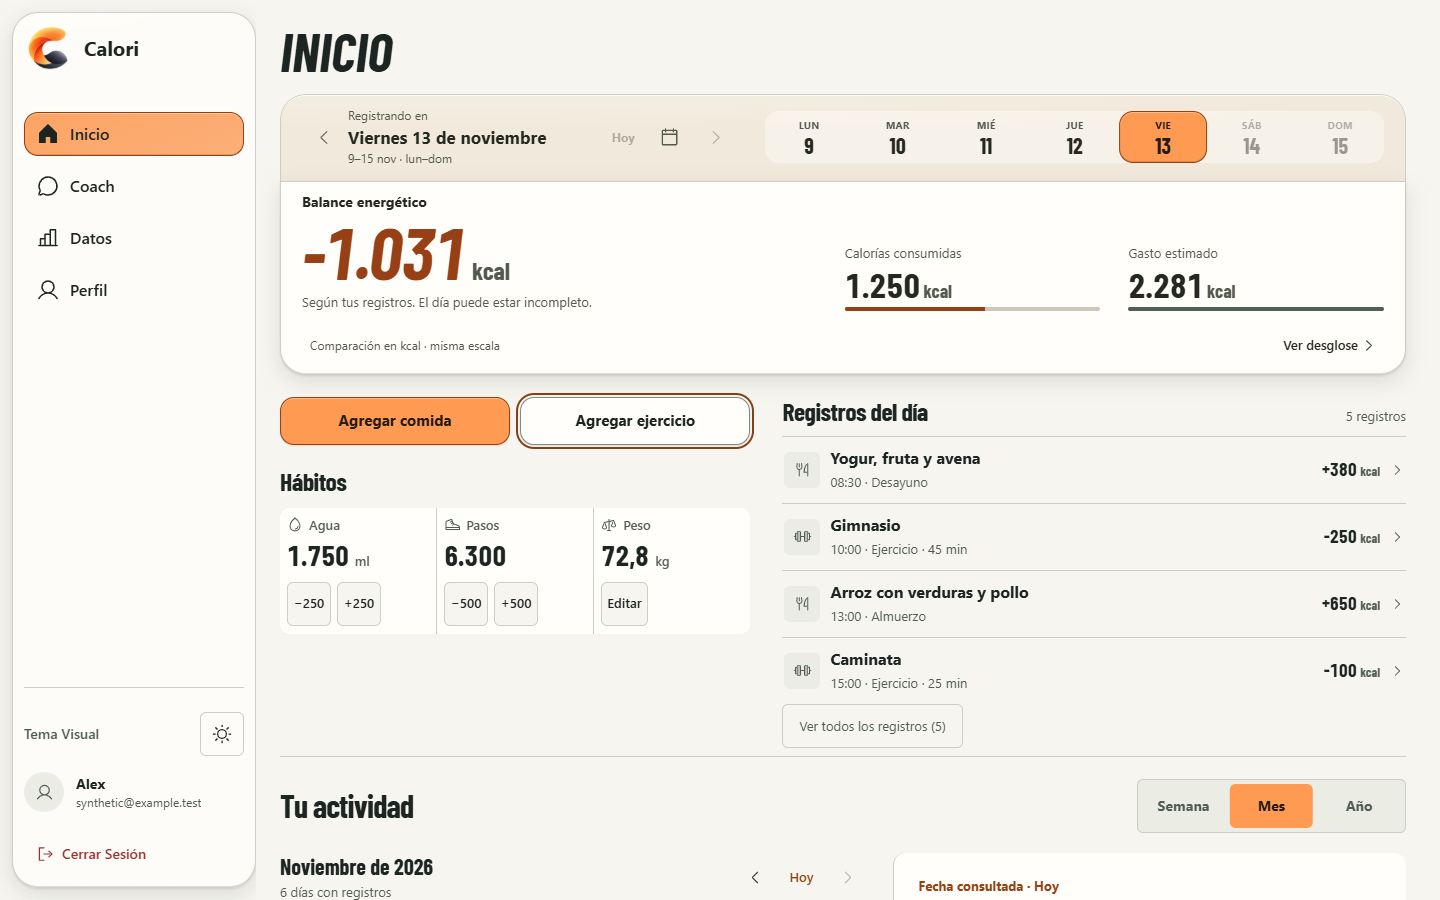 Calori
Inicio
Coach
Datos
Perfil
Tema Visual
Alex
synthetic@example.test
Cerrar Sesión
INICIO
Registrando en
Viernes 13 de noviembre
9–15 nov · lun–dom
Hoy
LUN MAR MIÉ JUE VIE SÁB DOM
9 10 11 12 13 14 15
Balance energético
-1.031 kcal
Según tus registros. El día puede estar incompleto.
Calorías consumidas
1.250 kcal
Gasto estimado
2.281 kcal
Comparación en kcal · misma escala
Ver desglose
Agregar comida
Agregar ejercicio
Hábitos
Agua
1.750 ml
−250 +250
Pasos
6.300
−500 +500
Peso
72,8 kg
Editar
Registros del día
5 registros
Yogur, fruta y avena
08:30 · Desayuno
+380 kcal
Gimnasio
10:00 · Ejercicio · 45 min
-250 kcal
Arroz con verduras y pollo
13:00 · Almuerzo
+650 kcal
Caminata
15:00 · Ejercicio · 25 min
-100 kcal
Ver todos los registros (5)
Tu actividad
Semana Mes Año
Noviembre de 2026
6 días con registros
Hoy
Fecha consultada · Hoy